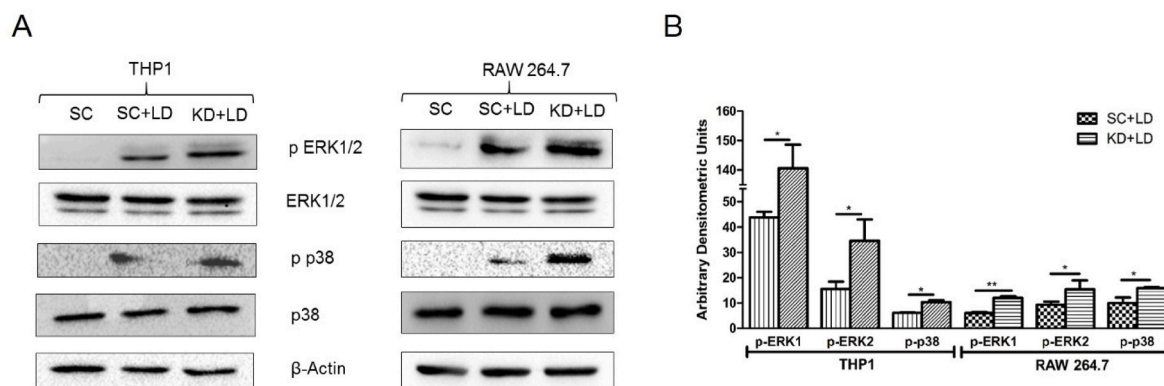 A
THP1
SC SC+LD KD+LD
RAW 264.7
SC SC+LD KD+LD
p ERK1/2
ERK1/2
p p38
p38
β-Actin
B
Arbitrary Densitometric Units
160
150
140
50
40
30
20
10
0
* * * ** * *
SC+LD
KD+LD
p-ERK1 p-ERK2 p-p38 p-ERK1 p-ERK2 p-p38
THP1 RAW 264.7